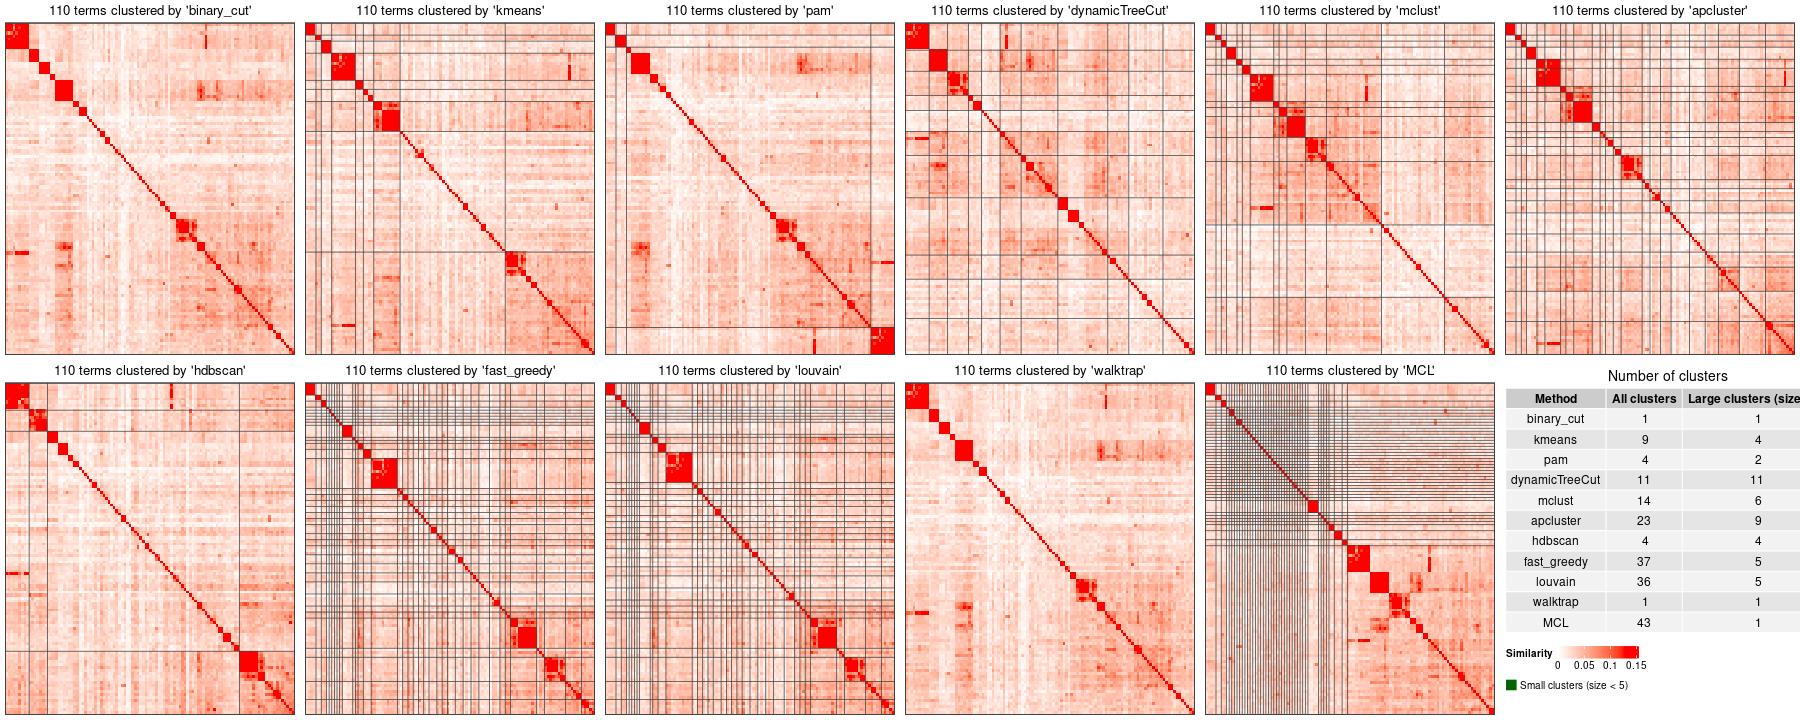 110 terms clustered by 'binary_cut'
110 terms clustered by 'kmeans'
110 terms clustered by 'pam'
110 terms clustered by 'dynamicTreeCut'
110 terms clustered by 'mclust'
110 terms clustered by 'apcluster'
110 terms clustered by 'hdbscan'
110 terms clustered by 'fast_greedy'
110 terms clustered by 'louvain'
110 terms clustered by 'walktrap'
110 terms clustered by 'MCL'
Number of clusters
Method All clusters Large clusters (size
binary_cut 1 1
kmeans 9 4
pam 4 2
dynamicTreeCut 11 11
mclust 14 6
apcluster 23 9
hdbscan 4 4
fast_greedy 37 5
louvain 36 5
walktrap 1 1
MCL 43 1
Similarity
0 0.05 0.1 0.15
Small clusters (size < 5)